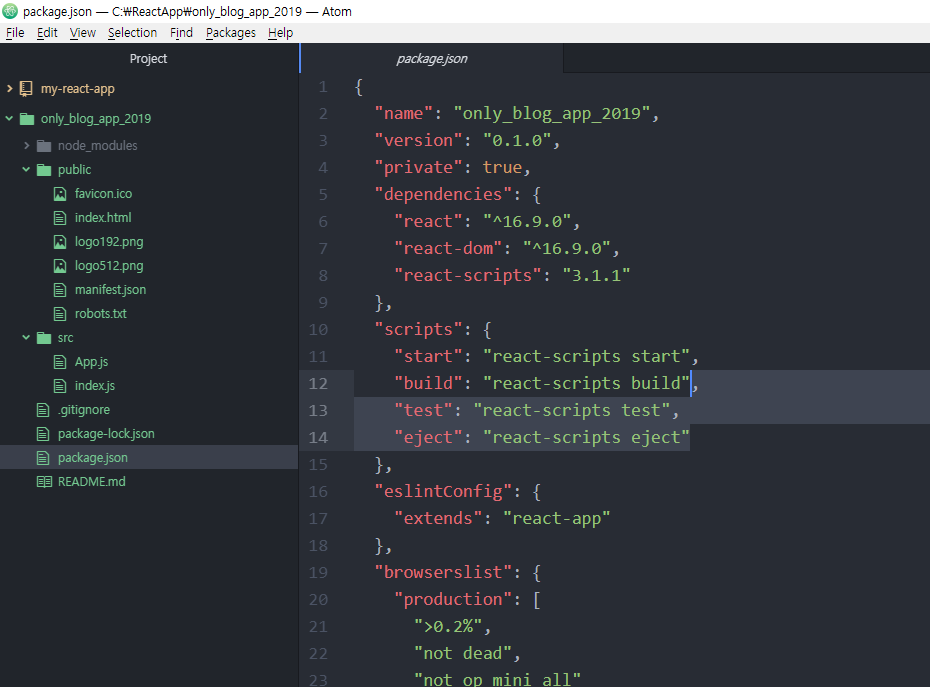 package.json — C:₩ReactApp₩only_blog_app_2019 — Atom
File Edit View Selection Find Packages Help
Project
my-react-app
only_blog_app_2019
node_modules
public
favicon.ico
index.html
logo192.png
logo512.png
manifest.json
robots.txt
src
App.js
index.js
.gitignore
package-lock.json
package.json
README.md
package.json
1 {
2 "name": "only_blog_app_2019",
3 "version": "0.1.0",
4 "private": true,
5 "dependencies": {
6 "react": "^16.9.0",
7 "react-dom": "^16.9.0",
8 "react-scripts": "3.1.1"
9 },
10 "scripts": {
11 "start": "react-scripts start",
12 "build": "react-scripts build",
13 "test": "react-scripts test",
14 "eject": "react-scripts eject"
15 },
16 "eslintConfig": {
17 "extends": "react-app"
18 },
19 "browserslist": {
20 "production": [
21 ">0.2%",
22 "not dead",
23 "not op_mini all"